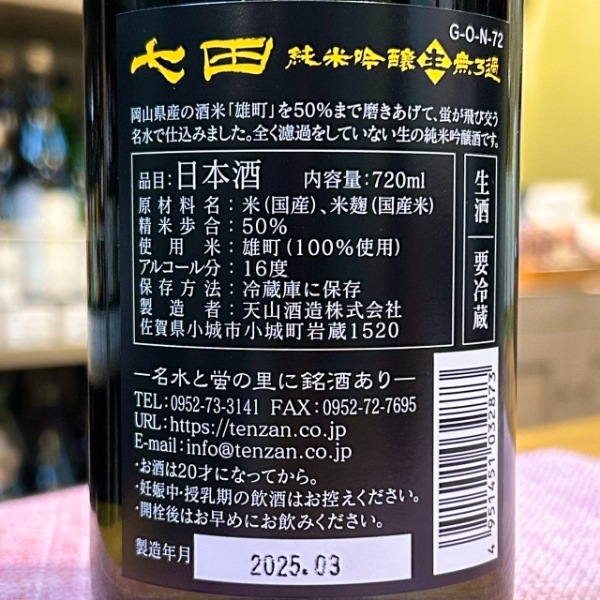 G-O-N-72
七田 純米吟醸 生 無ろ過
岡山県産の酒米「雄町」を50%まで磨きあげて、蛍が飛び交う
名水で仕込みました。全く濾過をしていない生の純米吟醸酒です。
品目:日本酒 内容量:720ml
原材料名:米(国産)、米麹(国産米)
精米歩合:50%
使用米:雄町(100%使用)
アルコール分:16度
保存方法:冷蔵庫に保存
製造者:天山酒造株式会社
佐賀県小城市小城町岩蔵1520
生酒 要冷蔵
―名水と蛍の里に銘酒あり―
TEL:0952-73-3141 FAX:0952-72-7695
URL:https://tenzan.co.jp
E-mail:info@tenzan.co.jp
・お酒は20才になってから。
・妊娠中・授乳期の飲酒はお控えください。
・開栓後はお早めにお飲みください。
製造年月 2025.03
4 951451 032873